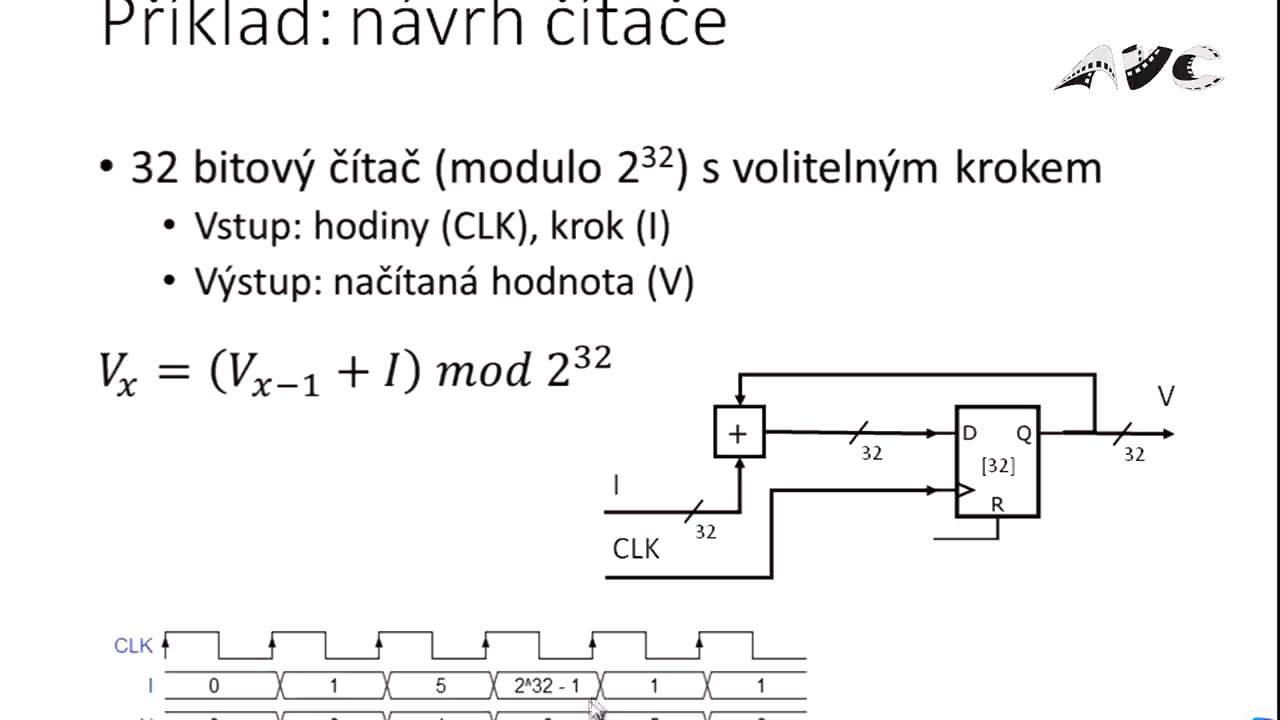 Příklad: návrh čítače
AVC
• 32 bitový čítač (modulo 2³²) s volitelným krokem
• Vstup: hodiny (CLK), krok (I)
• Výstup: načítaná hodnota (V)
Vₓ = (Vₓ₋₁ + I) mod 2³²
V
+
32
D Q
32
[32]
I
R
32
CLK
CLK
I 0 1 5 2^32 - 1 1 1